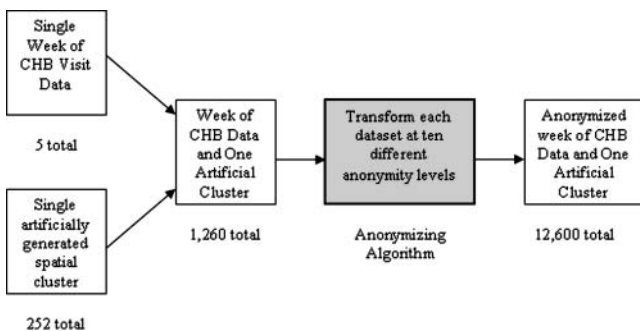 Single
Week of
CHB Visit
Data
5 total
Single
artificially
generated
spatial
cluster
252 total
Week of
CHB Data
and One
Artificial
Cluster
1,260 total
Transform each
dataset at ten
different
anonymity levels
Anonymizing
Algorithm
Anonymized
week of CHB
Data and One
Artificial
Cluster
12,600 total